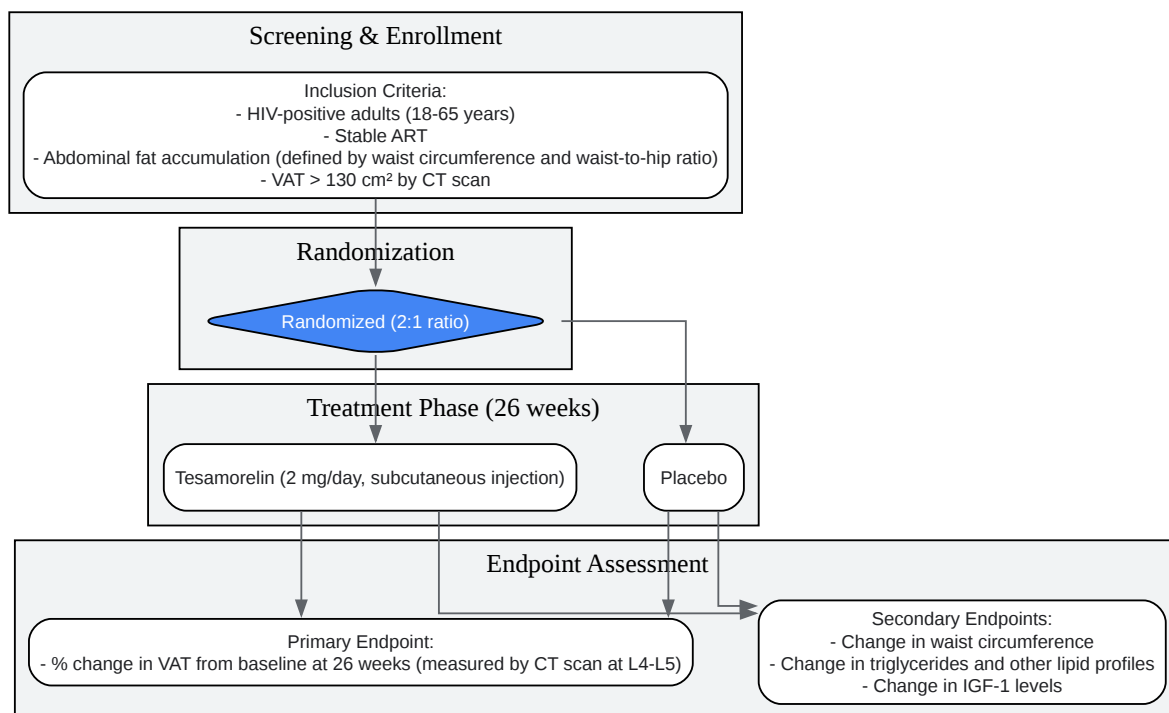 Screening & Enrollment
Inclusion Criteria:
- HIV-positive adults (18-65 years)
- Stable ART
- Abdominal fat accumulation (defined by waist circumference and waist-to-hip ratio)
- VAT > 130 cm² by CT scan
Randomization
Randomized (2:1 ratio)
Treatment Phase (26 weeks)
Tesamorelin (2 mg/day, subcutaneous injection)
Placebo
Endpoint Assessment
Primary Endpoint:
- % change in VAT from baseline at 26 weeks (measured by CT scan at L4-L5)
Secondary Endpoints:
- Change in waist circumference
- Change in triglycerides and other lipid profiles
- Change in IGF-1 levels